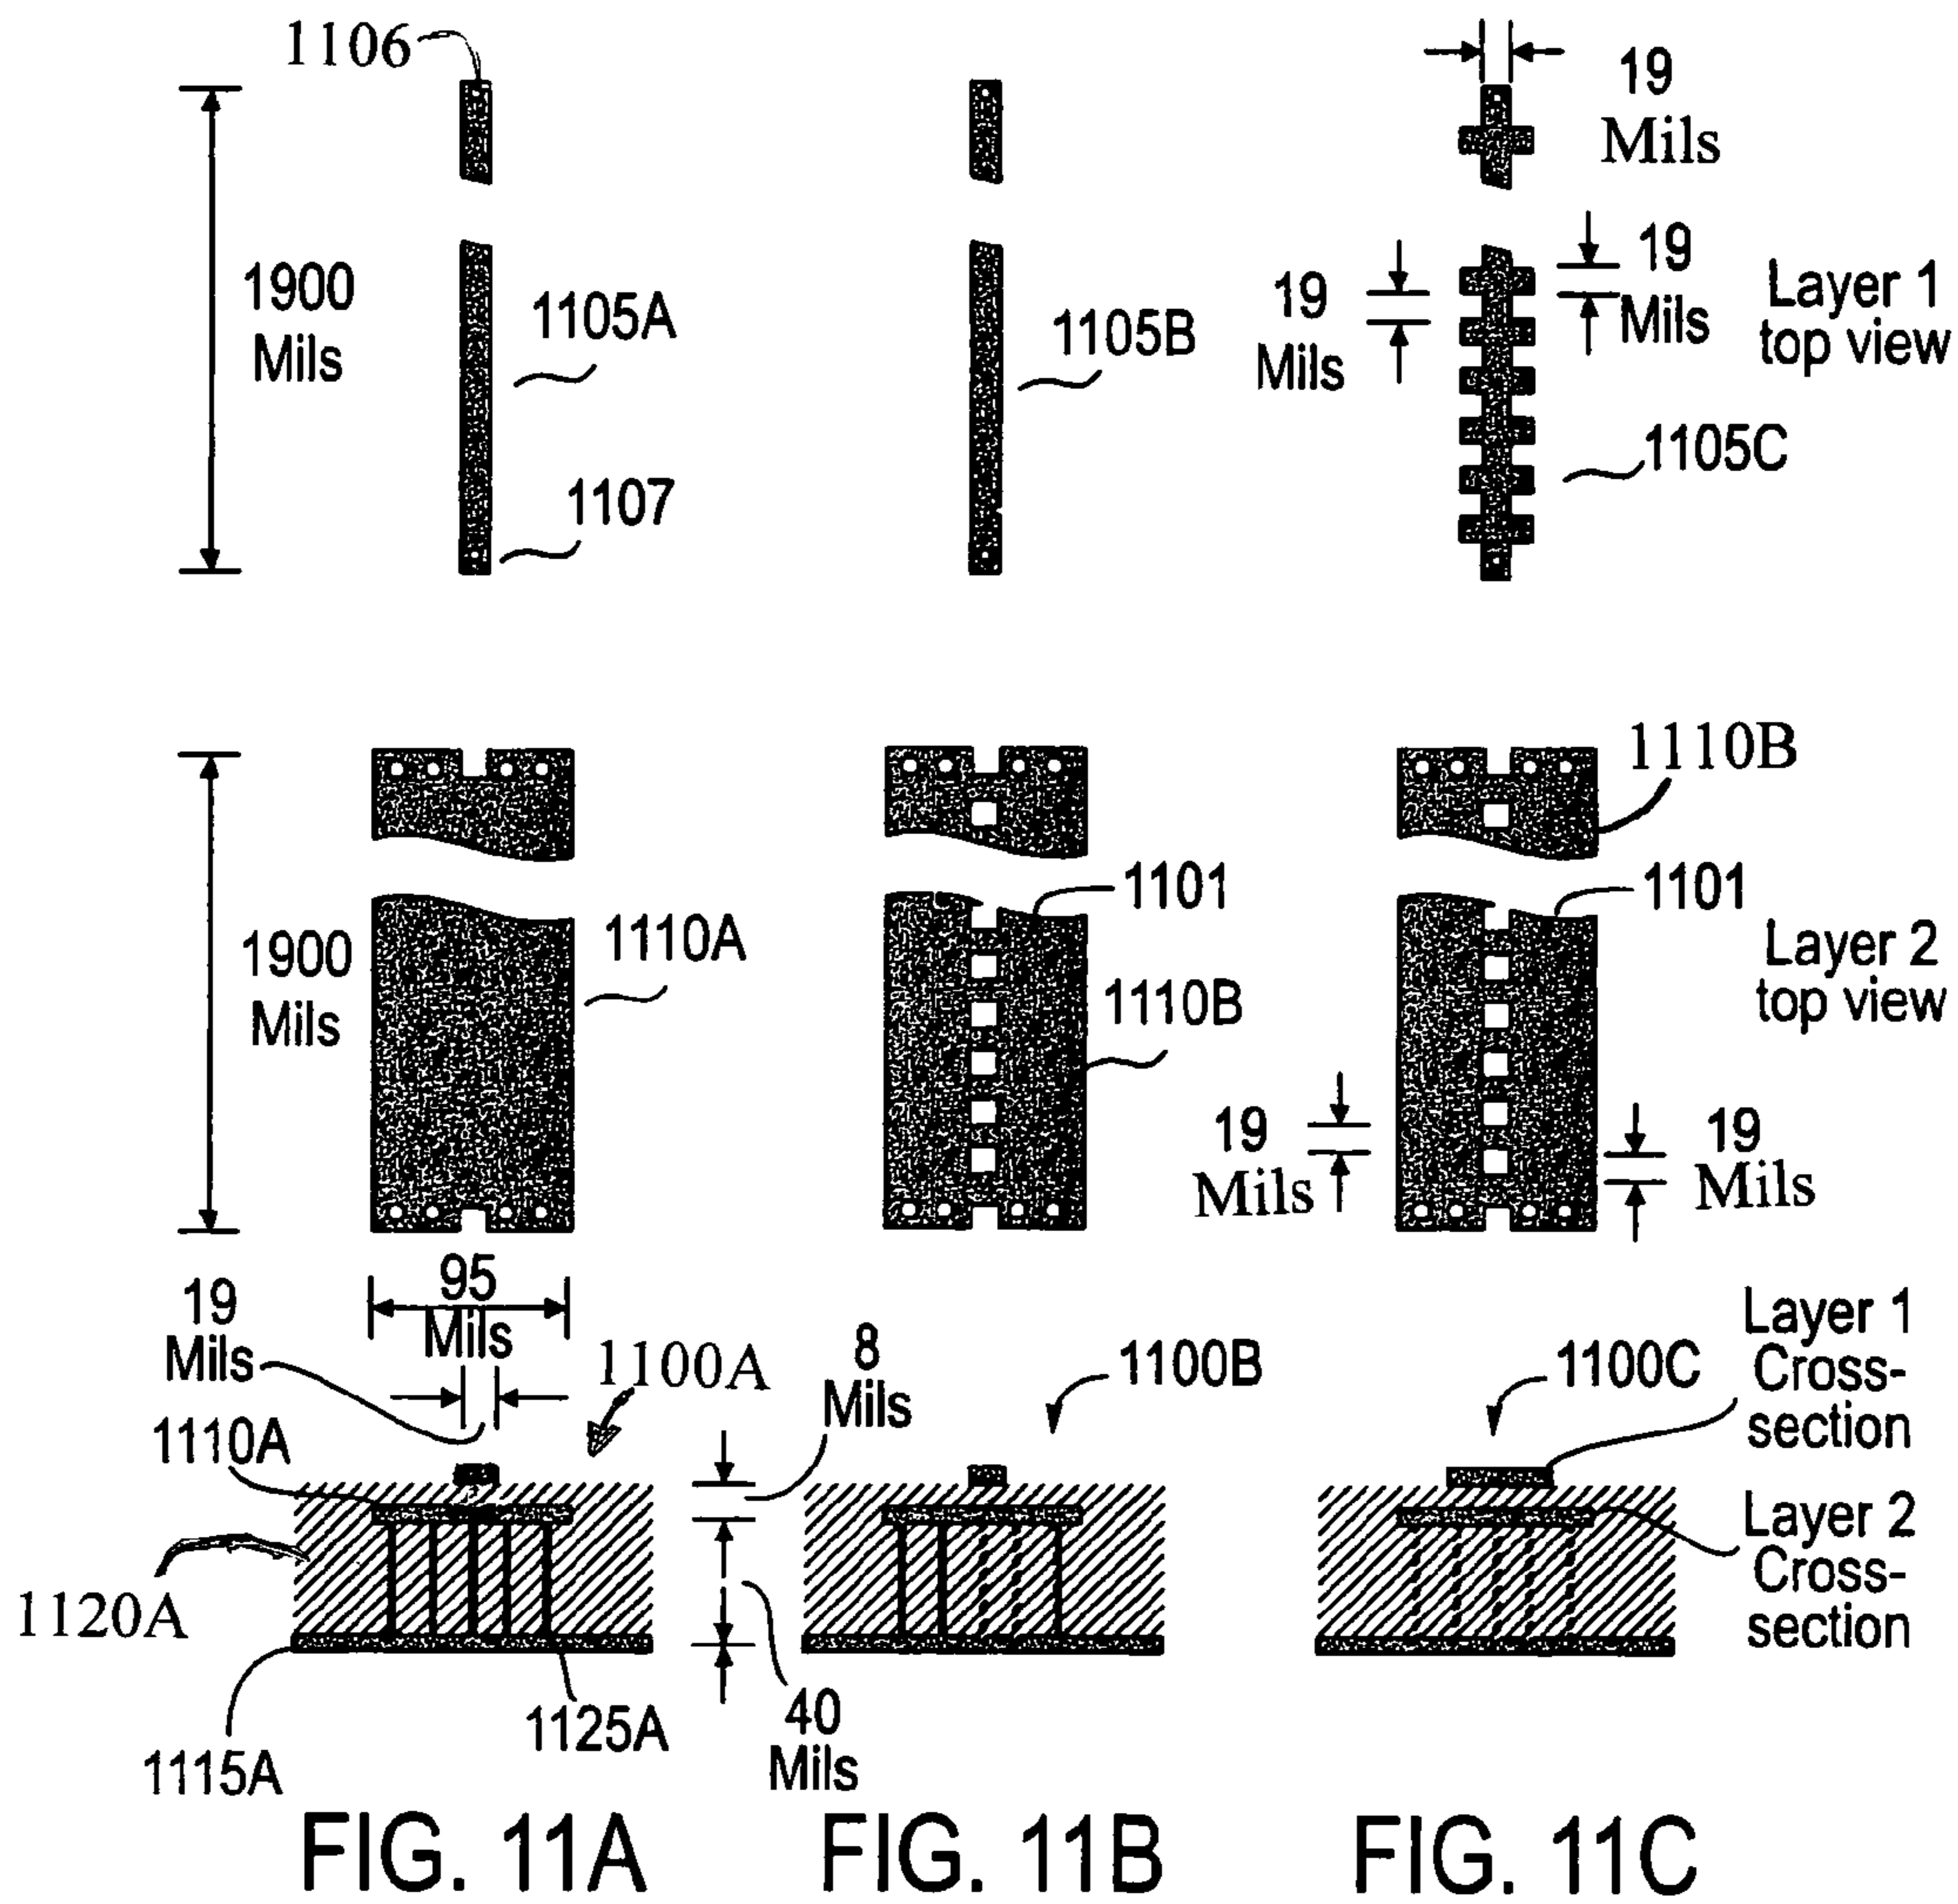 1106
19
Mils
1900
Mils
1105A
1105B
19
Mils
19
Mils
Layer 1
top view
1105C
1107
1110B
1101
1101
1900
Mils
1110A
1110B
Layer 2
top view
19
Mils
19
Mils
19
Mils
95
Mils
1100A
8
Mils
1100B
1100C
Layer 1
Cross-
section
1110A
Layer 2
Cross-
section
1120A
1125A
40
Mils
1115A
FIG. 11A
FIG. 11B
FIG. 11C